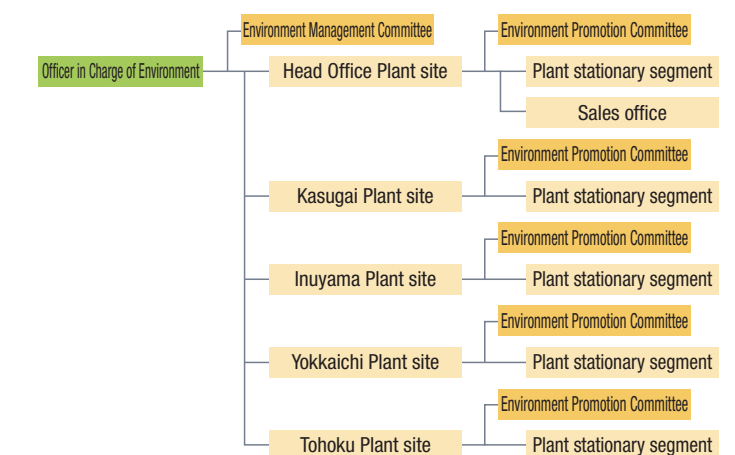 Environment Management Committee
Environment Promotion Committee
Officer in Charge of Environment
Head Office Plant site
Plant stationary segment
Sales office
Environment Promotion Committee
Kasugai Plant site
Plant stationary segment
Environment Promotion Committee
Inuyama Plant site
Plant stationary segment
Environment Promotion Committee
Yokkaichi Plant site
Plant stationary segment
Environment Promotion Committee
Tohoku Plant site
Plant stationary segment